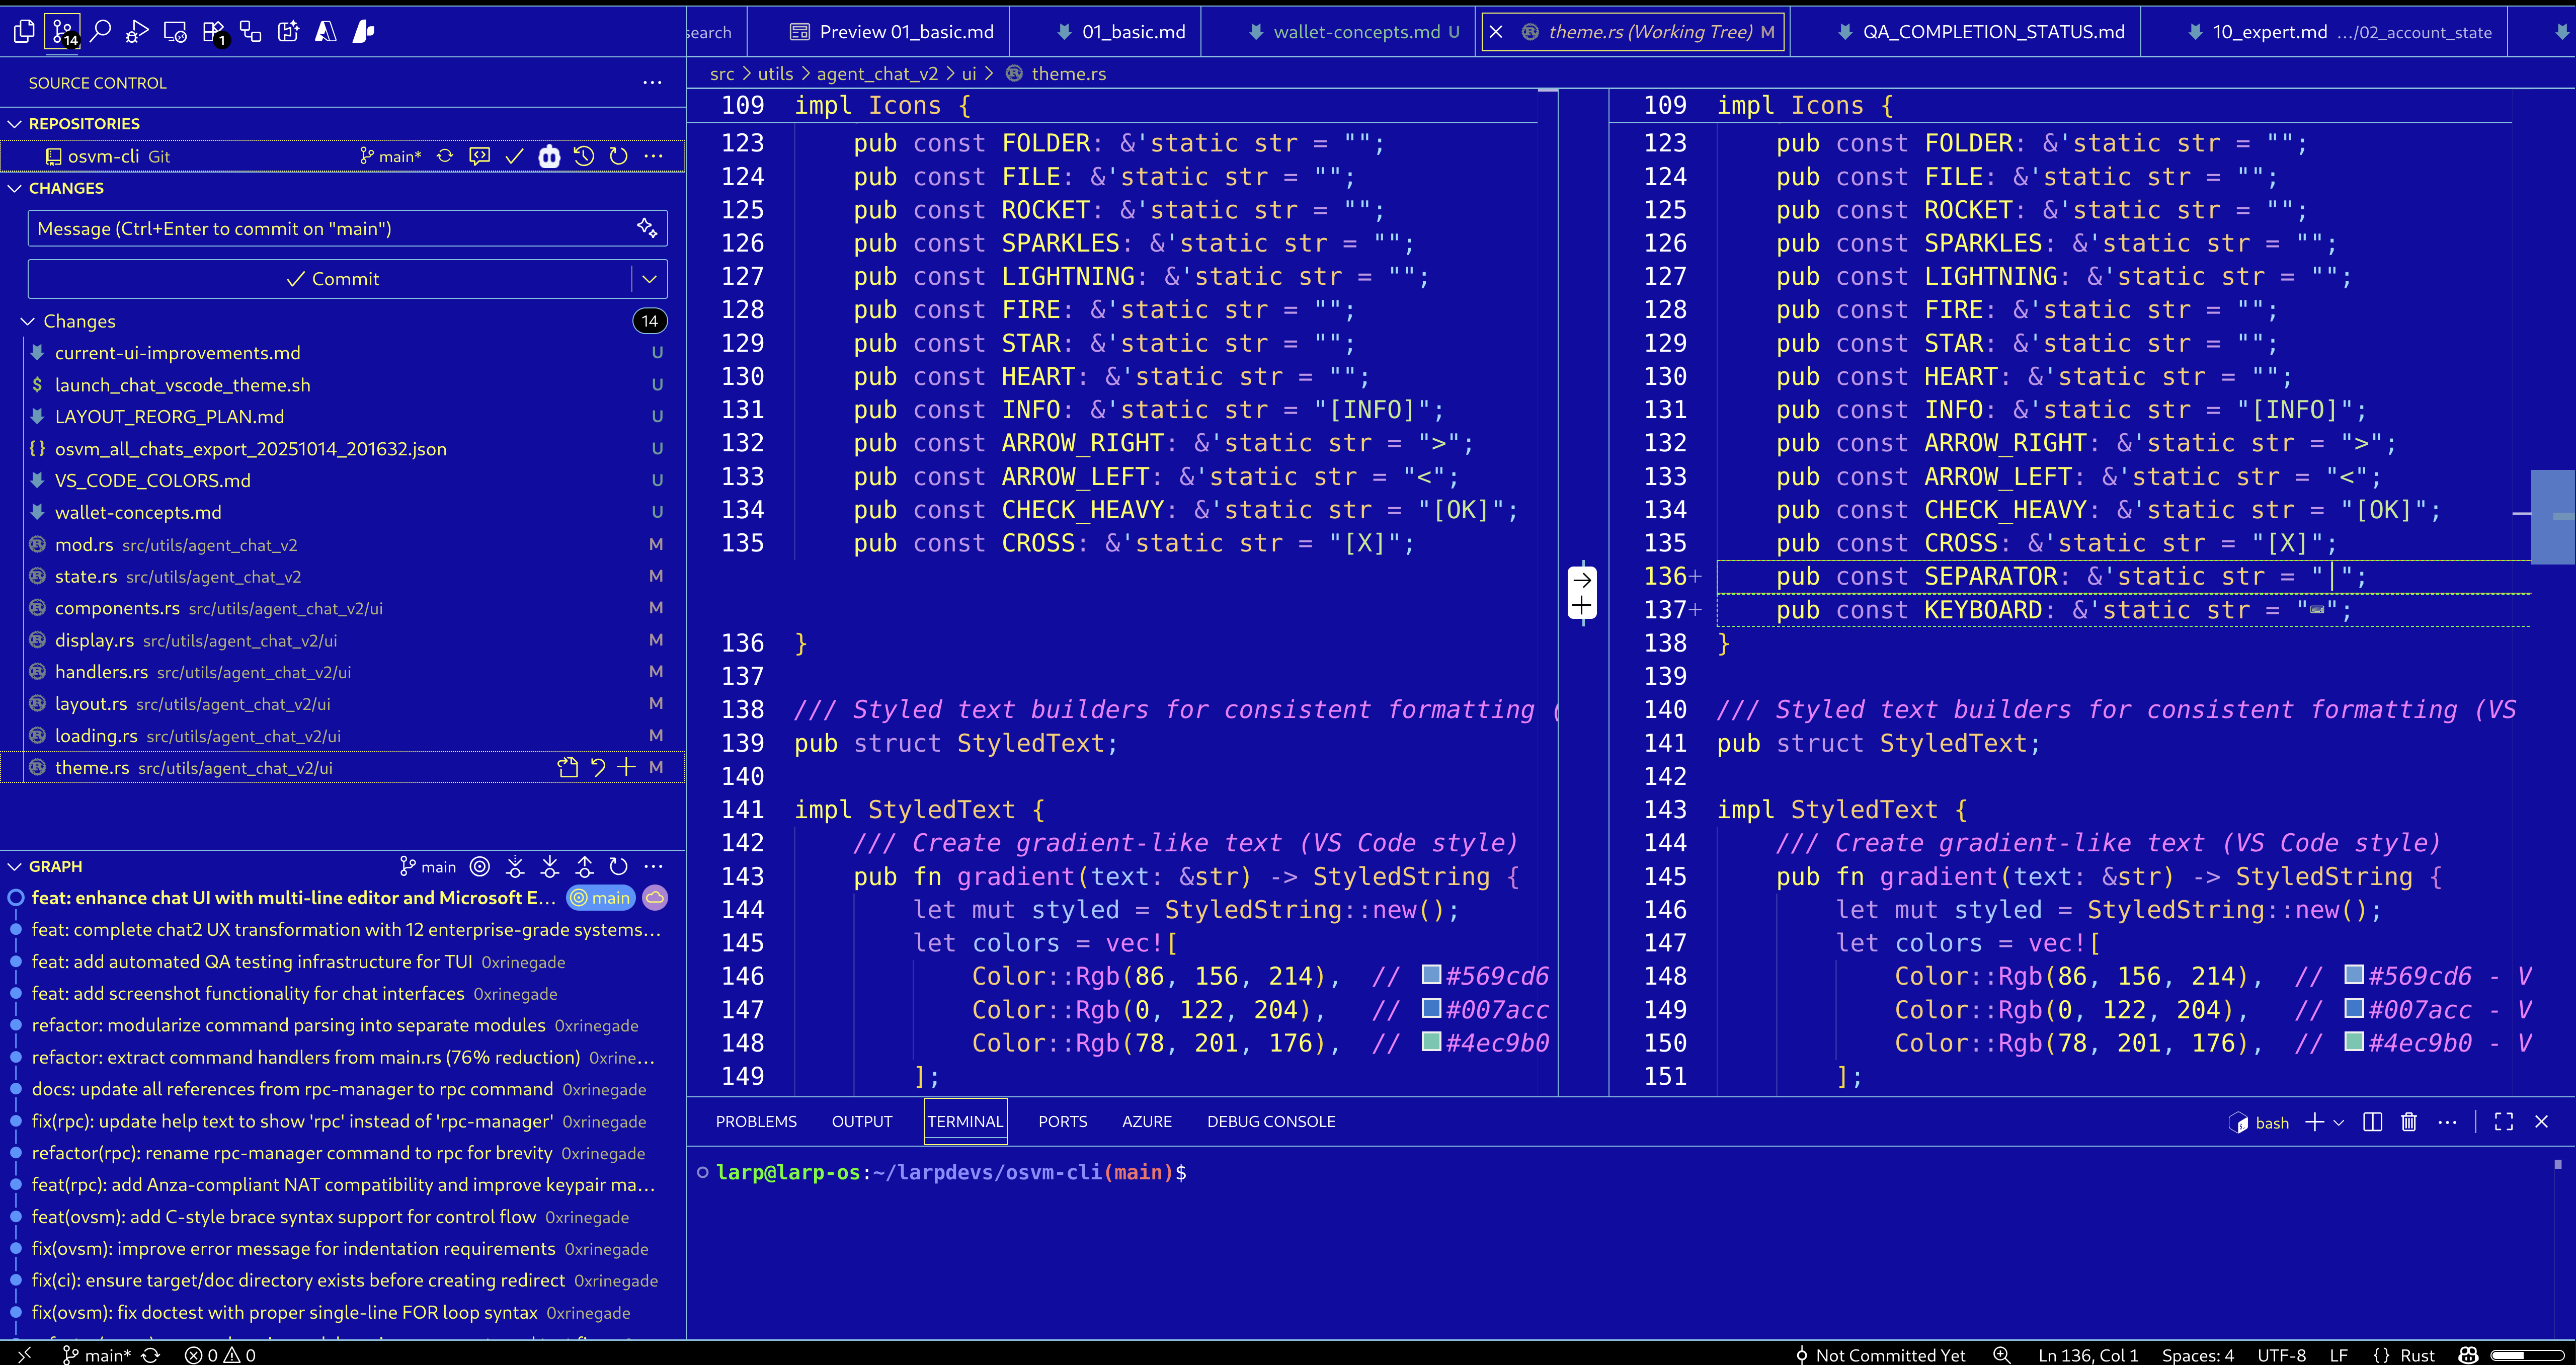 14
1
search
Preview 01_basic.md
01_basic.md
wallet-concepts.md U
theme.rs (Working Tree) M
QA_COMPLETION_STATUS.md
10_expert.md .../02_account_state
SOURCE CONTROL
REPOSITORIES
osvm-cli Git
main*
CHANGES
Message (Ctrl+Enter to commit on "main")
Commit
Changes 14
current-ui-improvements.md U
launch_chat_vscode_theme.sh U
LAYOUT_REORG_PLAN.md U
osvm_all_chats_export_20251014_201632.json U
VS_CODE_COLORS.md U
wallet-concepts.md U
mod.rs src/utils/agent_chat_v2 M
state.rs src/utils/agent_chat_v2 M
components.rs src/utils/agent_chat_v2/ui M
display.rs src/utils/agent_chat_v2/ui M
handlers.rs src/utils/agent_chat_v2/ui M
layout.rs src/utils/agent_chat_v2/ui M
loading.rs src/utils/agent_chat_v2/ui M
theme.rs src/utils/agent_chat_v2/ui M
GRAPH
main
feat: enhance chat UI with multi-line editor and Microsoft E... main
feat: complete chat2 UX transformation with 12 enterprise-grade systems...
feat: add automated QA testing infrastructure for TUI 0xrinegade
feat: add screenshot functionality for chat interfaces 0xrinegade
refactor: modularize command parsing into separate modules 0xrinegade
refactor: extract command handlers from main.rs (76% reduction) 0xrine...
docs: update all references from rpc-manager to rpc command 0xrinegade
fix(rpc): update help text to show 'rpc' instead of 'rpc-manager' 0xrinegade
refactor(rpc): rename rpc-manager command to rpc for brevity 0xrinegade
feat(rpc): add Anza-compliant NAT compatibility and improve keypair ma...
feat(ovsm): add C-style brace syntax support for control flow 0xrinegade
fix(ovsm): improve error message for indentation requirements 0xrinegade
fix(ci): ensure target/doc directory exists before creating redirect 0xrinegade
fix(ovsm): fix doctest with proper single-line FOR loop syntax 0xrinegade
src > utils > agent_chat_v2 > ui > theme.rs
109 impl Icons {
123 pub const FOLDER: &'static str = "";
124 pub const FILE: &'static str = "";
125 pub const ROCKET: &'static str = "";
126 pub const SPARKLES: &'static str = "";
127 pub const LIGHTNING: &'static str = "";
128 pub const FIRE: &'static str = "";
129 pub const STAR: &'static str = "";
130 pub const HEART: &'static str = "";
131 pub const INFO: &'static str = "[INFO]";
132 pub const ARROW_RIGHT: &'static str = ">";
133 pub const ARROW_LEFT: &'static str = "<";
134 pub const CHECK_HEAVY: &'static str = "[OK]";
135 pub const CROSS: &'static str = "[X]";
136 }
137
138 /// Styled text builders for consistent formatting (
139 pub struct StyledText;
140
141 impl StyledText {
142 /// Create gradient-like text (VS Code style)
143 pub fn gradient(text: &str) -> StyledString {
144 let mut styled = StyledString::new();
145 let colors = vec![
146 Color::Rgb(86, 156, 214), // #569cd6
147 Color::Rgb(0, 122, 204), // #007acc
148 Color::Rgb(78, 201, 176), // #4ec9b0
149 ];
109 impl Icons {
123 pub const FOLDER: &'static str = "";
124 pub const FILE: &'static str = "";
125 pub const ROCKET: &'static str = "";
126 pub const SPARKLES: &'static str = "";
127 pub const LIGHTNING: &'static str = "";
128 pub const FIRE: &'static str = "";
129 pub const STAR: &'static str = "";
130 pub const HEART: &'static str = "";
131 pub const INFO: &'static str = "[INFO]";
132 pub const ARROW_RIGHT: &'static str = ">";
133 pub const ARROW_LEFT: &'static str = "<";
134 pub const CHECK_HEAVY: &'static str = "[OK]";
135 pub const CROSS: &'static str = "[X]";
136+ pub const SEPARATOR: &'static str = "│";
137+ pub const KEYBOARD: &'static str = "⌨";
138 }
139
140 /// Styled text builders for consistent formatting (VS
141 pub struct StyledText;
142
143 impl StyledText {
144 /// Create gradient-like text (VS Code style)
145 pub fn gradient(text: &str) -> StyledString {
146 let mut styled = StyledString::new();
147 let colors = vec![
148 Color::Rgb(86, 156, 214), // #569cd6 - V
149 Color::Rgb(0, 122, 204), // #007acc - V
150 Color::Rgb(78, 201, 176), // #4ec9b0 - V
151 ];
PROBLEMS OUTPUT TERMINAL PORTS AZURE DEBUG CONSOLE
bash
larp@larp-os:~/larpdevs/osvm-cli(main)$
main* 0 0
Not Committed Yet Ln 136, Col 1 Spaces: 4 UTF-8 LF {} Rust